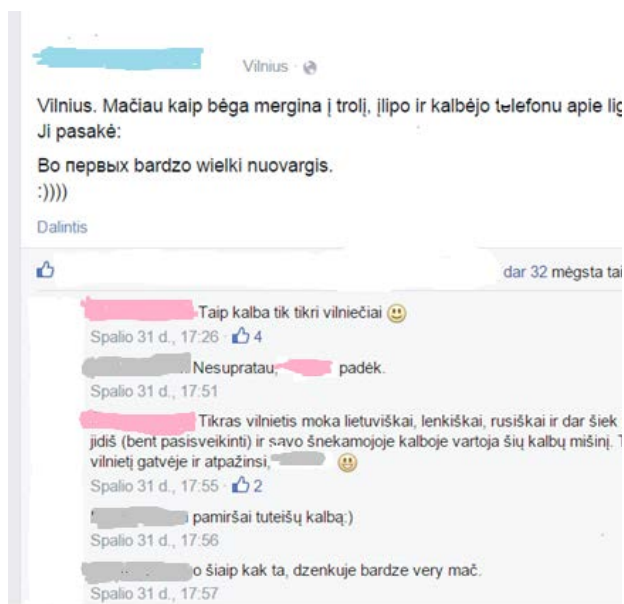 Vilnius
Vilnius. Mačiau kaip bėga mergina į trolį, įlipo ir kalbėjo telefonu apie
Ji pasakė:
Во первых bardzo wielki nuovargis.
:))))
Dalintis
dar 32 mėgsta tai
Taip kalba tik tikri vilniečiai
Spalio 31 d., 17:26 · 4
Nesupratau, padėk.
Spalio 31 d., 17:51
Tikras vilnietis moka lietuviškai, lenkiškai, rusiškai ir dar šiek
jidiš (bent pasisveikinti) ir savo šnekamojoje kalboje vartoja šių kalbų mišinį.
vilnietį gatvėje ir atpažinsi,
Spalio 31 d., 17:55 · 2
pamiršai tuteišų kalbą:)
Spalio 31 d., 17:56
o šiaip kak ta, dzenkuje bardze very mač.
Spalio 31 d., 17:57